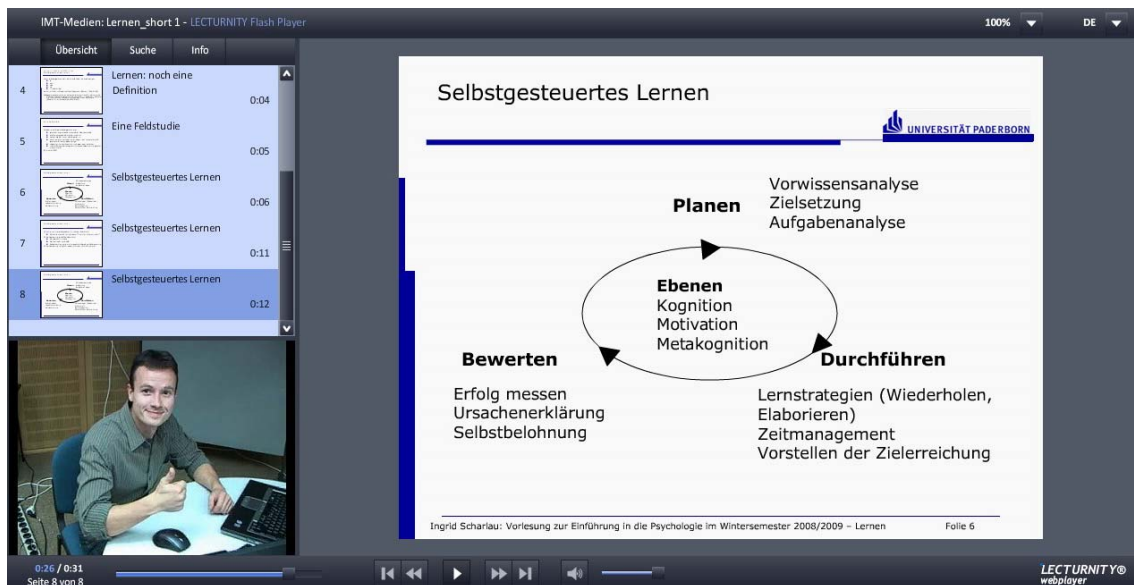 IMT-Medien: Lernen_short 1 - LECTURNITY Flash Player
100%
DE
Übersicht
Suche
Info
4
Lernen: noch eine
Definition
0:04
5
Eine Feldstudie
0:05
6
Selbstgesteuertes Lernen
0:06
7
Selbstgesteuertes Lernen
0:11
8
Selbstgesteuertes Lernen
0:12
Selbstgesteuertes Lernen
UNIVERSITÄT PADERBORN
Planen
Vorwissensanalyse
Zielsetzung
Aufgabenanalyse
Ebenen
Kognition
Motivation
Metakognition
Bewerten
Erfolg messen
Ursachenerklärung
Selbstbelohnung
Durchführen
Lernstrategien (Wiederholen,
Elaborieren)
Zeitmanagement
Vorstellen der Zielerreichung
Ingrid Scharlau: Vorlesung zur Einführung in die Psychologie im Wintersemester 2008/2009 – Lernen
Folie 6
0:26 / 0:31
Seite 8 von 8
LECTURNITY®
webplayer